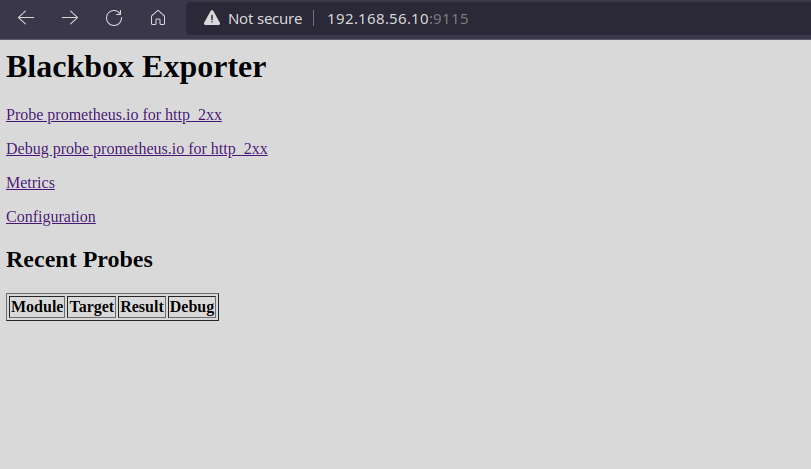 Not secure 192.168.56.10:9115
Blackbox Exporter
Probe prometheus.io for http_2xx
Debug probe prometheus.io for http_2xx
Metrics
Configuration
Recent Probes
Module Target Result Debug